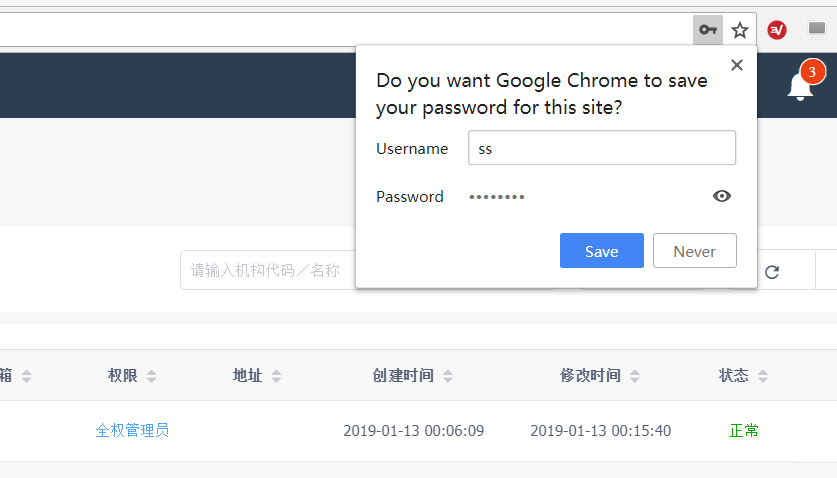 3
Do you want Google Chrome to save
your password for this site?
Username ss
Password ••••••••
Save Never
请输入机构代码／名称
箱 权限 地址 创建时间 修改时间 状态
全权管理员 2019-01-13 00:06:09 2019-01-13 00:15:40 正常